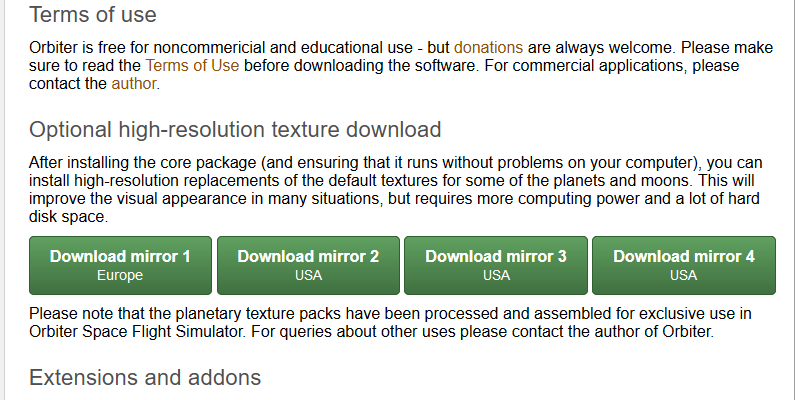 Terms of use
Orbiter is free for noncommericial and educational use - but donations are always welcome. Please make
sure to read the Terms of Use before downloading the software. For commercial applications, please
contact the author.
Optional high-resolution texture download
After installing the core package (and ensuring that it runs without problems on your computer), you can
install high-resolution replacements of the default textures for some of the planets and moons. This will
improve the visual appearance in many situations, but requires more computing power and a lot of hard
disk space.
Download mirror 1
Europe
Download mirror 2
USA
Download mirror 3
USA
Download mirror 4
USA
Please note that the planetary texture packs have been processed and assembled for exclusive use in
Orbiter Space Flight Simulator. For queries about other uses please contact the author of Orbiter.
Extensions and addons